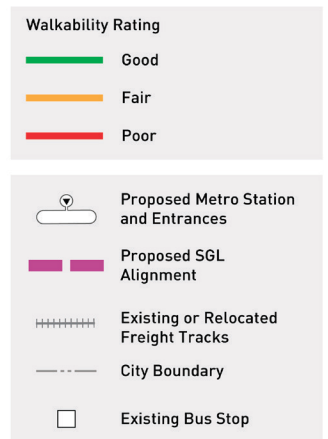 Walkability Rating
Good
Fair
Poor
Proposed Metro Station
and Entrances
Proposed SGL
Alignment
Existing or Relocated
Freight Tracks
City Boundary
Existing Bus Stop